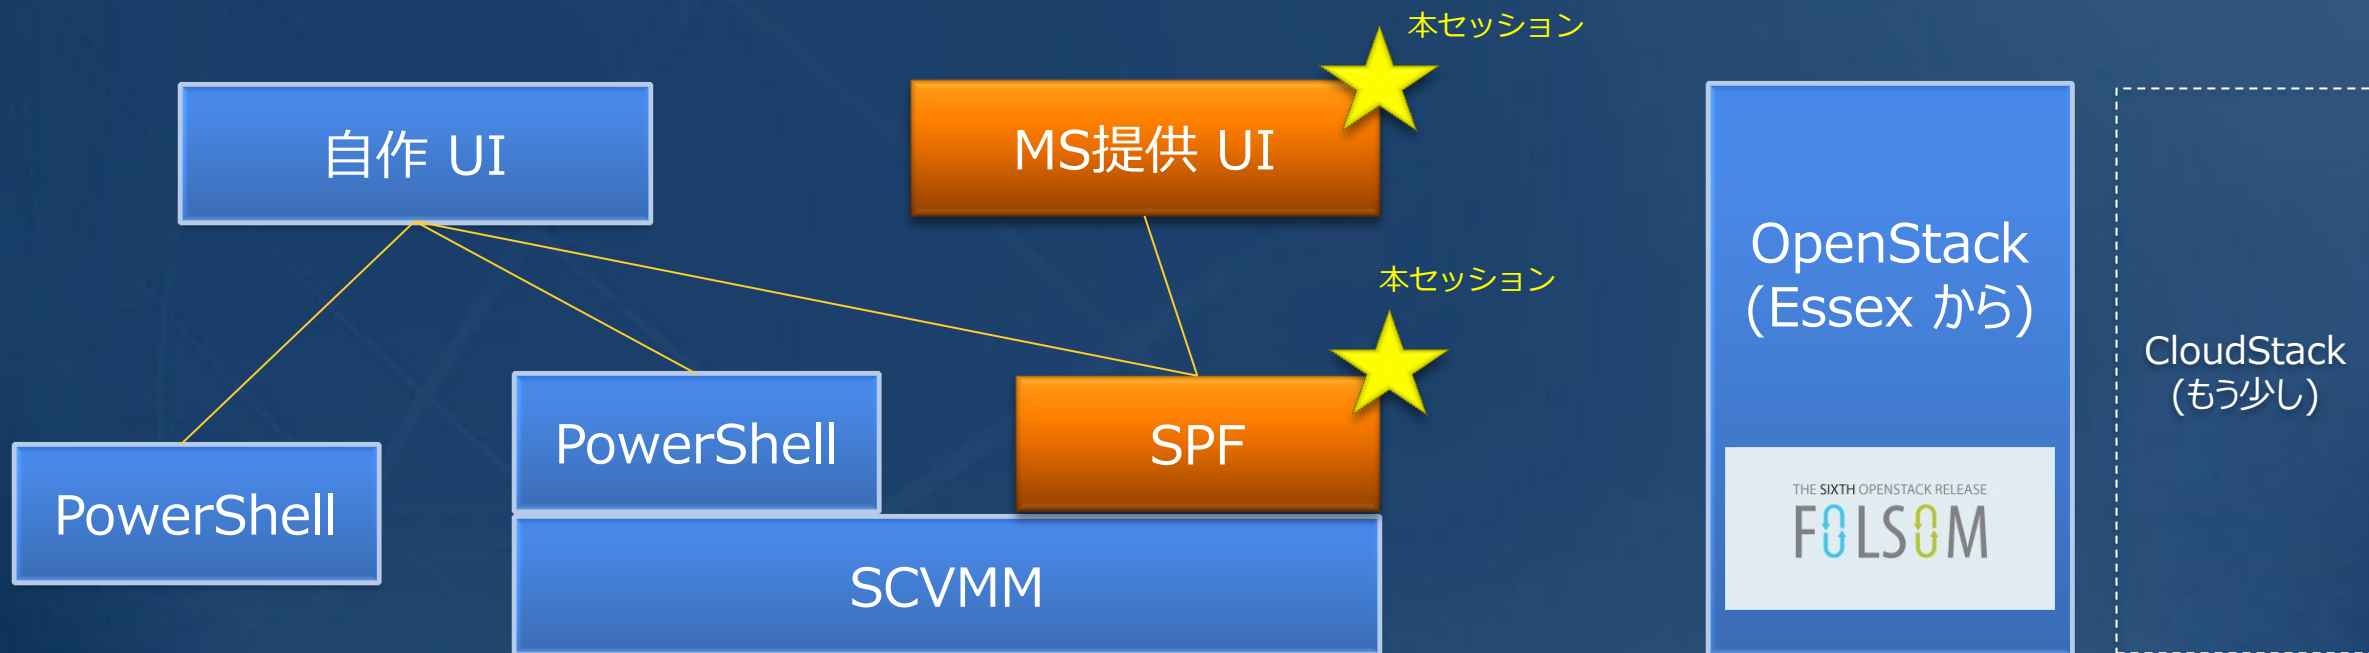 本セッション
自作 UI
MS提供 UI
本セッション
PowerShell
PowerShell
SPF
SCVMM
OpenStack
(Essex から)
THE SIXTH OPENSTACK RELEASE
FOLSOM
CloudStack
(もう少し)